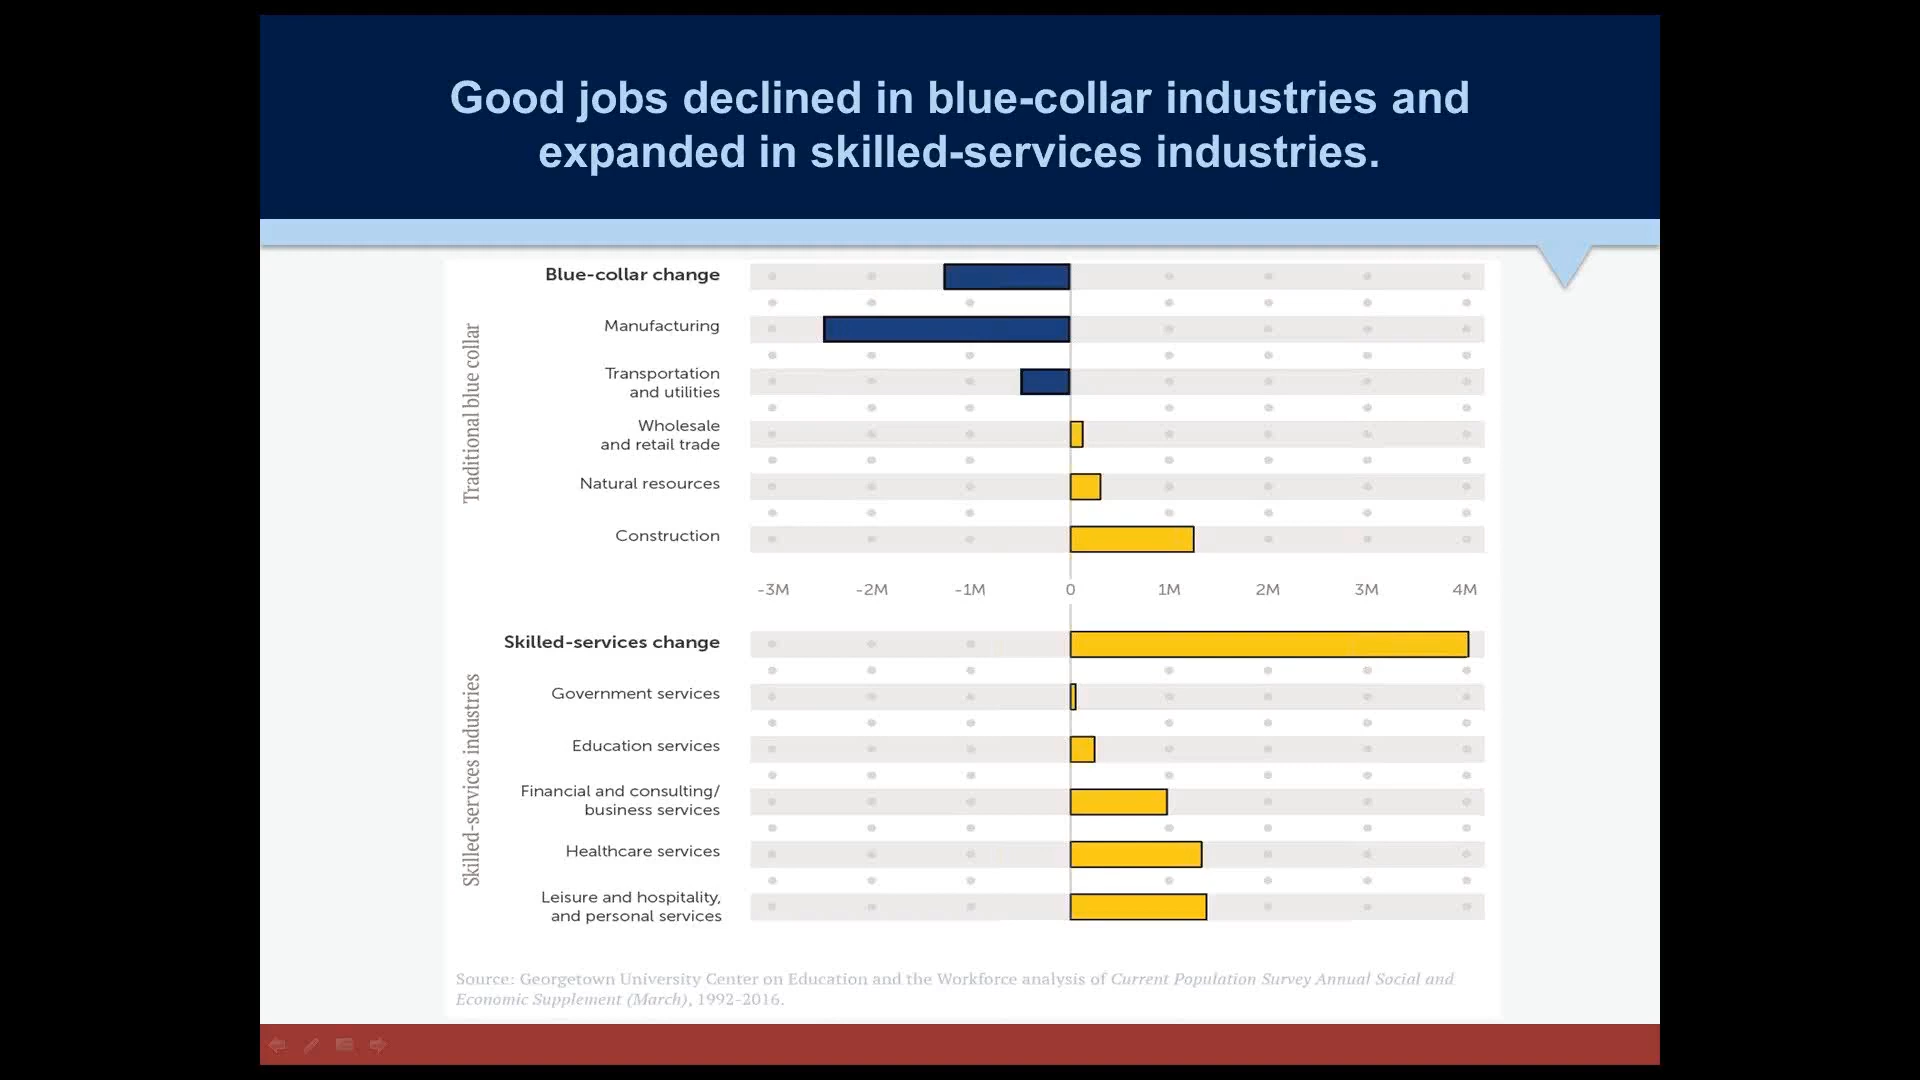 Good jobs declined in blue-collar industries and
expanded in skilled-services industries.
Traditional blue collar
Blue-collar change
Manufacturing
Transportation
and utilities
Wholesale
and retail trade
Natural resources
Construction
-3M -2M -1M 0 1M 2M 3M 4M
Skilled-services industries
Skilled-services change
Government services
Education services
Financial and consulting/
business services
Healthcare services
Leisure and hospitality,
and personal services
Source: Georgetown University Center on Education and the Workforce analysis of Current Population Survey Annual Social and
Economic Supplement (March), 1992-2016.